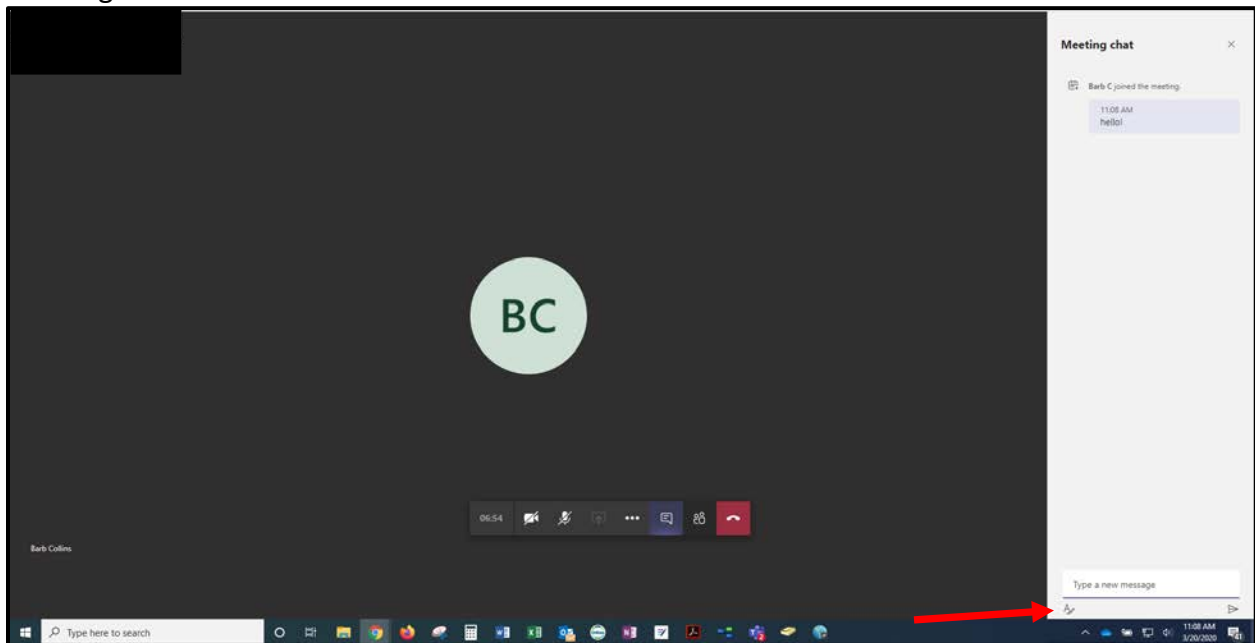 Meeting chat
Barb C joined the meeting.
11:08 AM
hello!
BC
06:54
Barb Collins
Type a new message
Type here to search
11:08 AM
3/20/2020